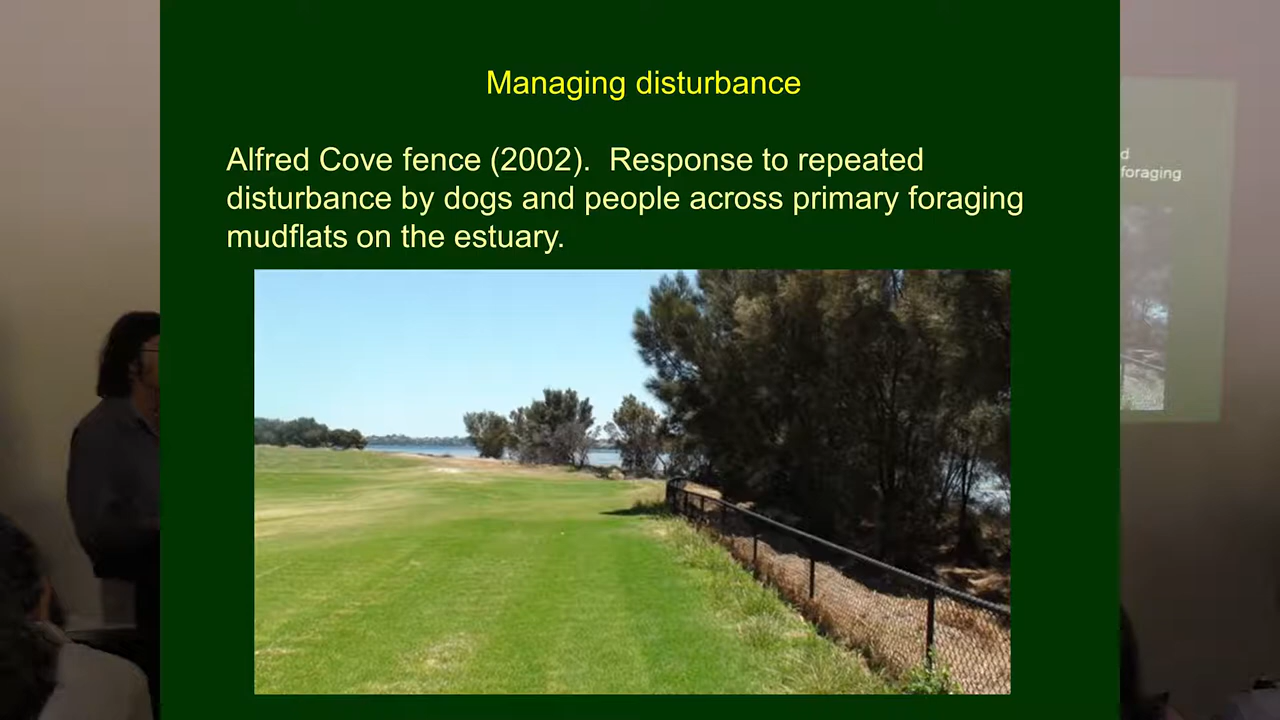 Managing disturbance
Alfred Cove fence (2002).  Response to repeated
disturbance by dogs and people across primary foraging
mudflats on the estuary.
d
foraging